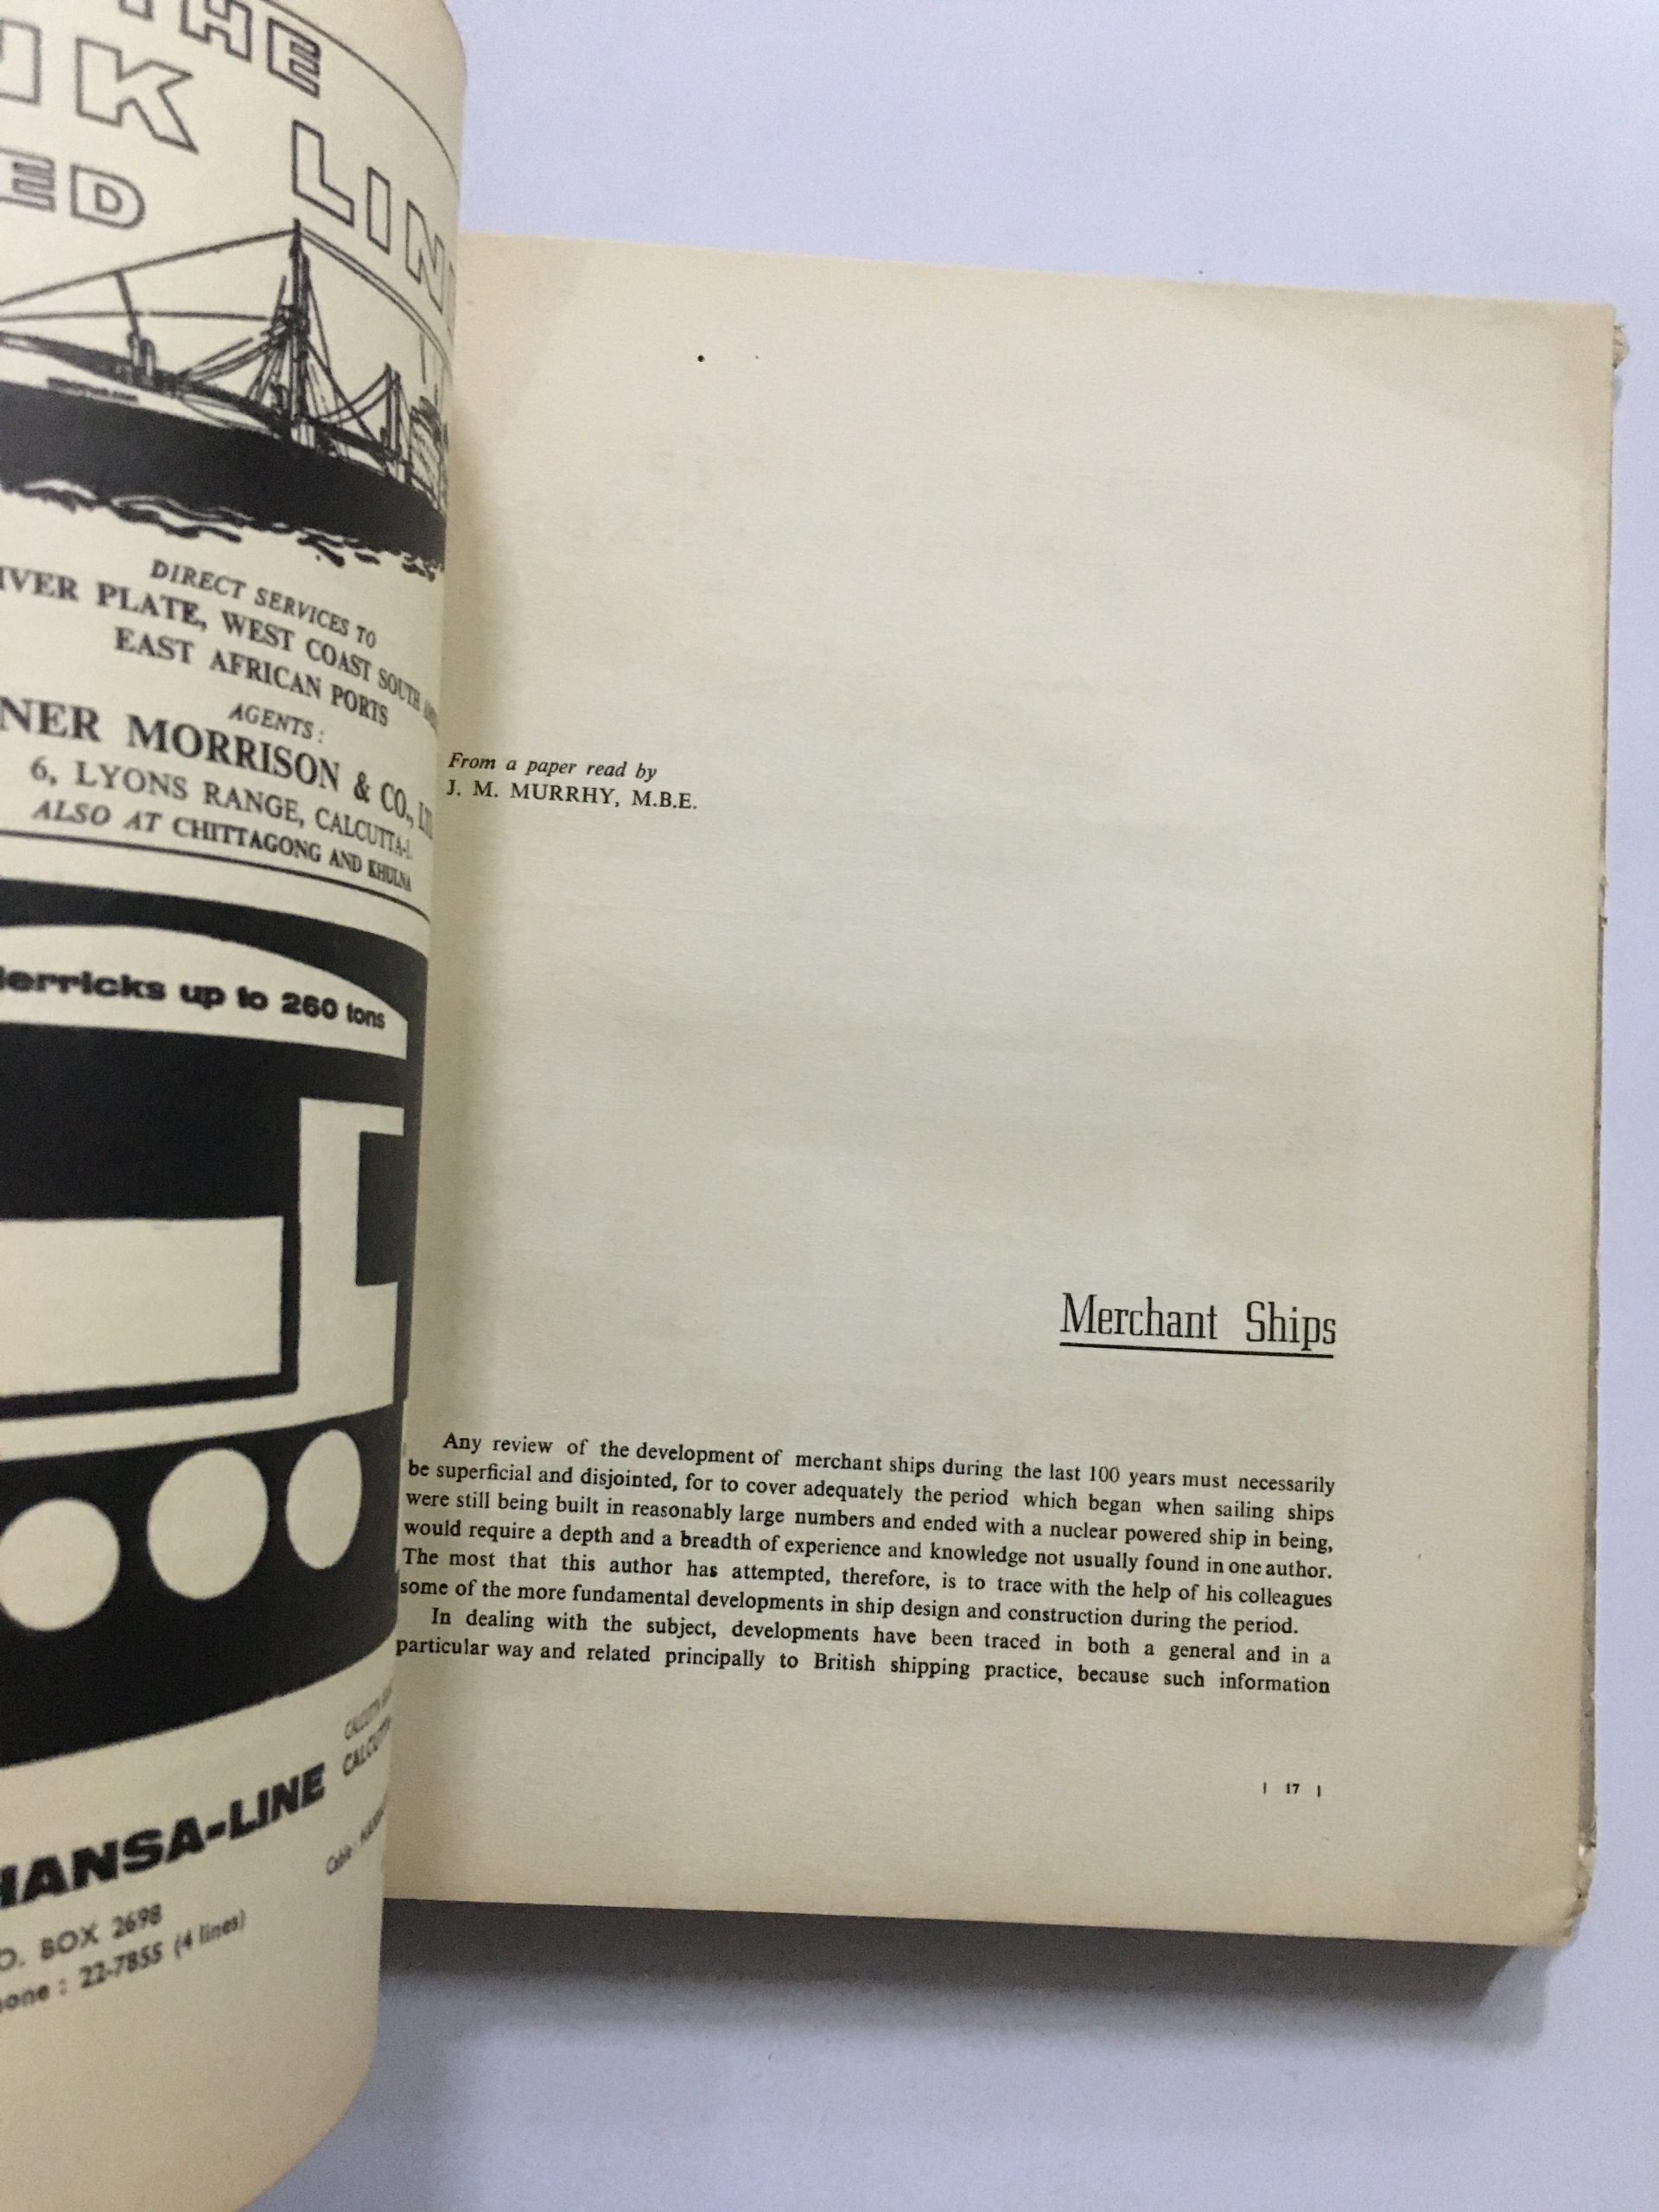 THE
LINE
ED
DIRECT SERVICES TO
PLATE, WEST COAST SOUTH
EAST AFRICAN PORTS
AGENTS :
NER MORRISON & CO.,
6, LYONS RANGE, CALCUTTA-1.
ALSO AT CHITTAGONG AND KHULNA
derricks up to 260 tons
HANSA-LINE
CALCUTTA
O. BOX 2698
hone : 22-7855 (4 lines)
From a paper read by
J. M. MURRHY, M.B.E.
Merchant Ships
Any review of the development of merchant ships during the last 100 years must necessarily
be superficial and disjointed, for to cover adequately the period which began when sailing ships
were still being built in reasonably large numbers and ended with a nuclear powered ship in being,
would require a depth and a breadth of experience and knowledge not usually found in one author.
The most that this author has attempted, therefore, is to trace with the help of his colleagues
some of the more fundamental developments in ship design and construction during the period.
In dealing with the subject, developments have been traced in both a general and in a
particular way and related principally to British shipping practice, because such information
| 17 |